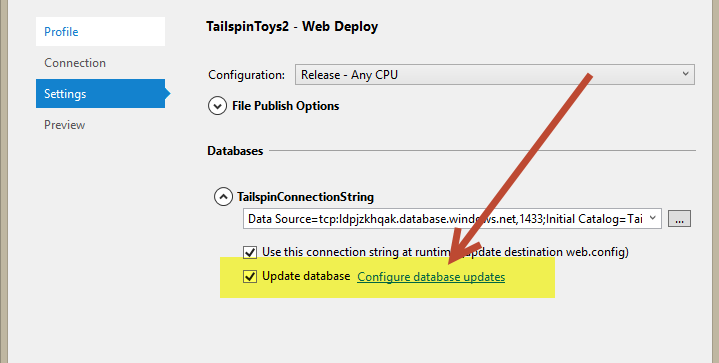 Profile
Connection
Settings
Preview
TailspinToys2 - Web Deploy
Configuration: Release - Any CPU
File Publish Options
Databases
TailspinConnectionString
Data Source=tcp:ldpjzkhqak.database.windows.net,1433;Initial Catalog=Tai
...
Use this connection string at runtime (update destination web.config)
Update database Configure database updates